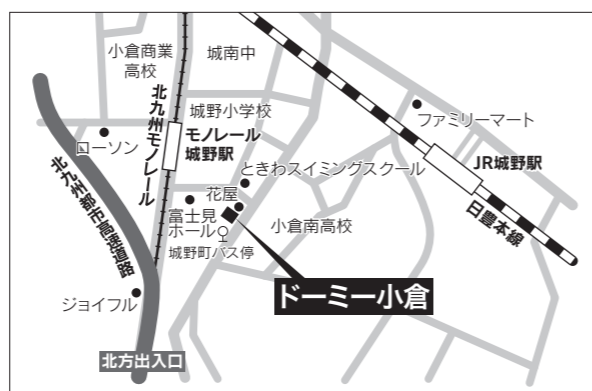 小倉商業
高校
城南中
城野小学校
モノレール
城野駅
北九州モノレール
ローソン
北九州都市高速道路
ファミリーマート
JR城野駅
日豊本線
ときわスイミングスクール
花屋
富士見
ホール
小倉南高校
城野町バス停
ドーミー小倉
ジョイフル
北方出入口